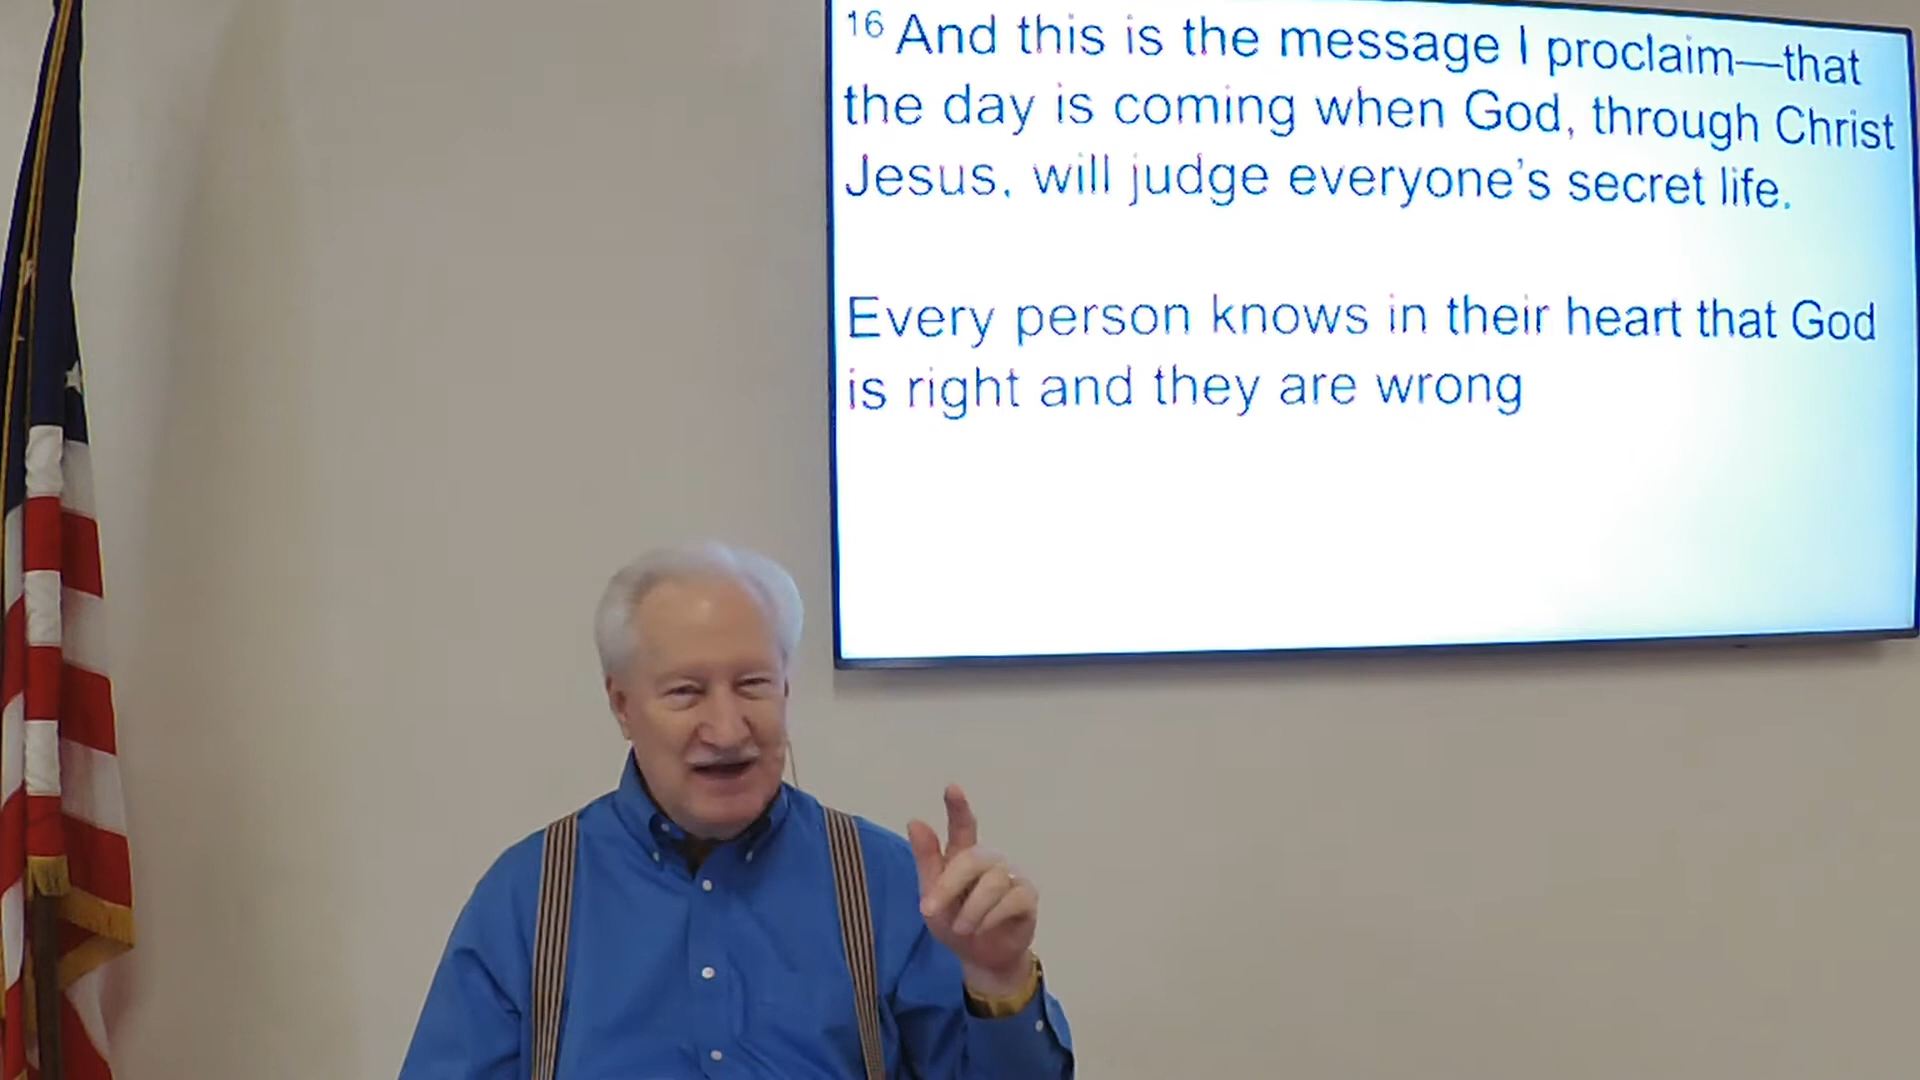 16 And this is the message I proclaim—that
the day is coming when God, through Christ
Jesus, will judge everyone's secret life.
Every person knows in their heart that God
is right and they are wrong